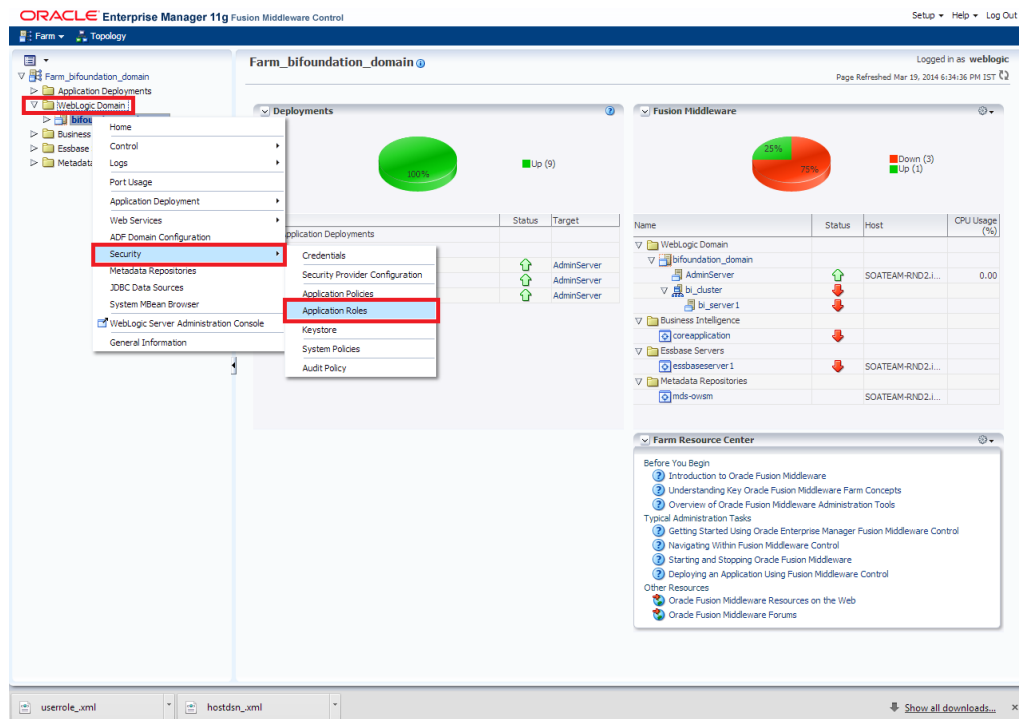 ORACLE Enterprise Manager 11g Fusion Middleware Control
Setup Help Log Out
Farm Topology
Farm_bifoundation_domain
Application Deployments
WebLogic Domain
Business
Essbase
Home
Control
Logs
Port Usage
Application Deployment
Web Services
ADF Domain Configuration
Security
Metadata Repositories
JDBC Data Sources
System MBean Browser
WebLogic Server Administration Console
General Information
Credentials
Security Provider Configuration
Application Policies
Application Roles
Keystore
System Policies
Audit Policy
Farm_bifoundation_domain
Logged in as weblogic
Page Refreshed Mar 19, 2014 6:34:36 PM IST
Deployments
100%
Up (9)
Status Target
Application Deployments
AdminServer
AdminServer
AdminServer
Fusion Middleware
25%
75%
Down (3)
Up (1)
Name Status Host CPU Usage (%)
WebLogic Domain
bifoundation_domain
AdminServer SOATEAM-RND2.i... 0.00
bi_cluster
bi_server1
Business Intelligence
coreapplication
Essbase Servers
essbaseserver1 SOATEAM-RND2.i...
Metadata Repositories
mds-owsm SOATEAM-RND2.i...
Farm Resource Center
Before You Begin
Introduction to Oracle Fusion Middleware
Understanding Key Oracle Fusion Middleware Farm Concepts
Overview of Oracle Fusion Middleware Administration Tools
Typical Administration Tasks
Getting Started Using Oracle Enterprise Manager Fusion Middleware Control
Navigating Within Fusion Middleware Control
Starting and Stopping Oracle Fusion Middleware
Deploying an Application Using Fusion Middleware Control
Other Resources
Oracle Fusion Middleware Resources on the Web
Oracle Fusion Middleware Forums
userrole_.xml
hostdsn_.xml
Show all downloads...